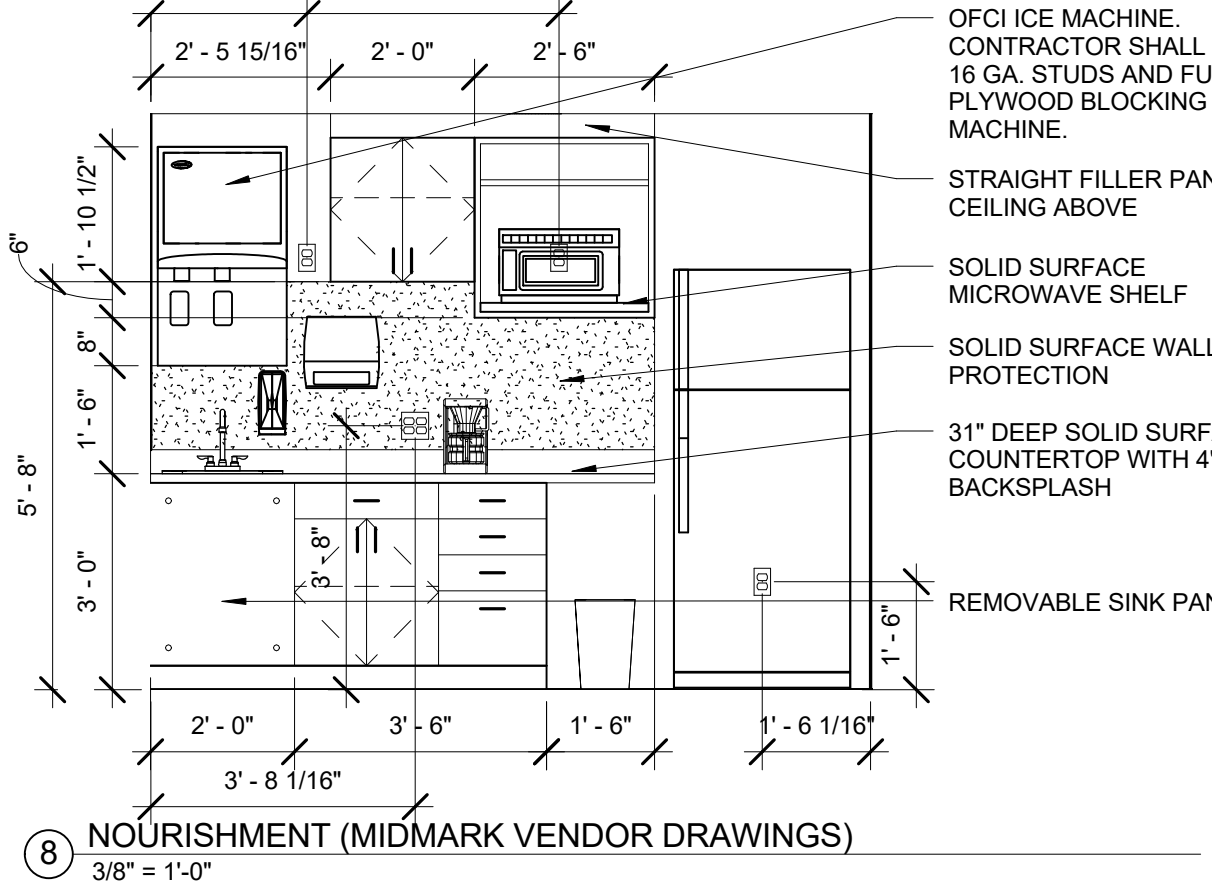 2' - 5 15/16"
2' - 0"
2' - 6"
OFCI ICE MACHINE.
CONTRACTOR SHALL
16 GA. STUDS AND FU
PLYWOOD BLOCKING
MACHINE.
STRAIGHT FILLER PAN
CEILING ABOVE
SOLID SURFACE
MICROWAVE SHELF
SOLID SURFACE WALL
PROTECTION
31" DEEP SOLID SURFA
COUNTERTOP WITH 4"
BACKSPLASH
REMOVABLE SINK PAN
1' - 10 1/2"
6"
8"
1' - 6"
5' - 8"
3' - 0"
3' - 8"
1' - 6"
2' - 0"
3' - 6"
1' - 6"
1' - 6 1/16"
3' - 8 1/16"
8
NOURISHMENT (MIDMARK VENDOR DRAWINGS)
3/8" = 1'-0"